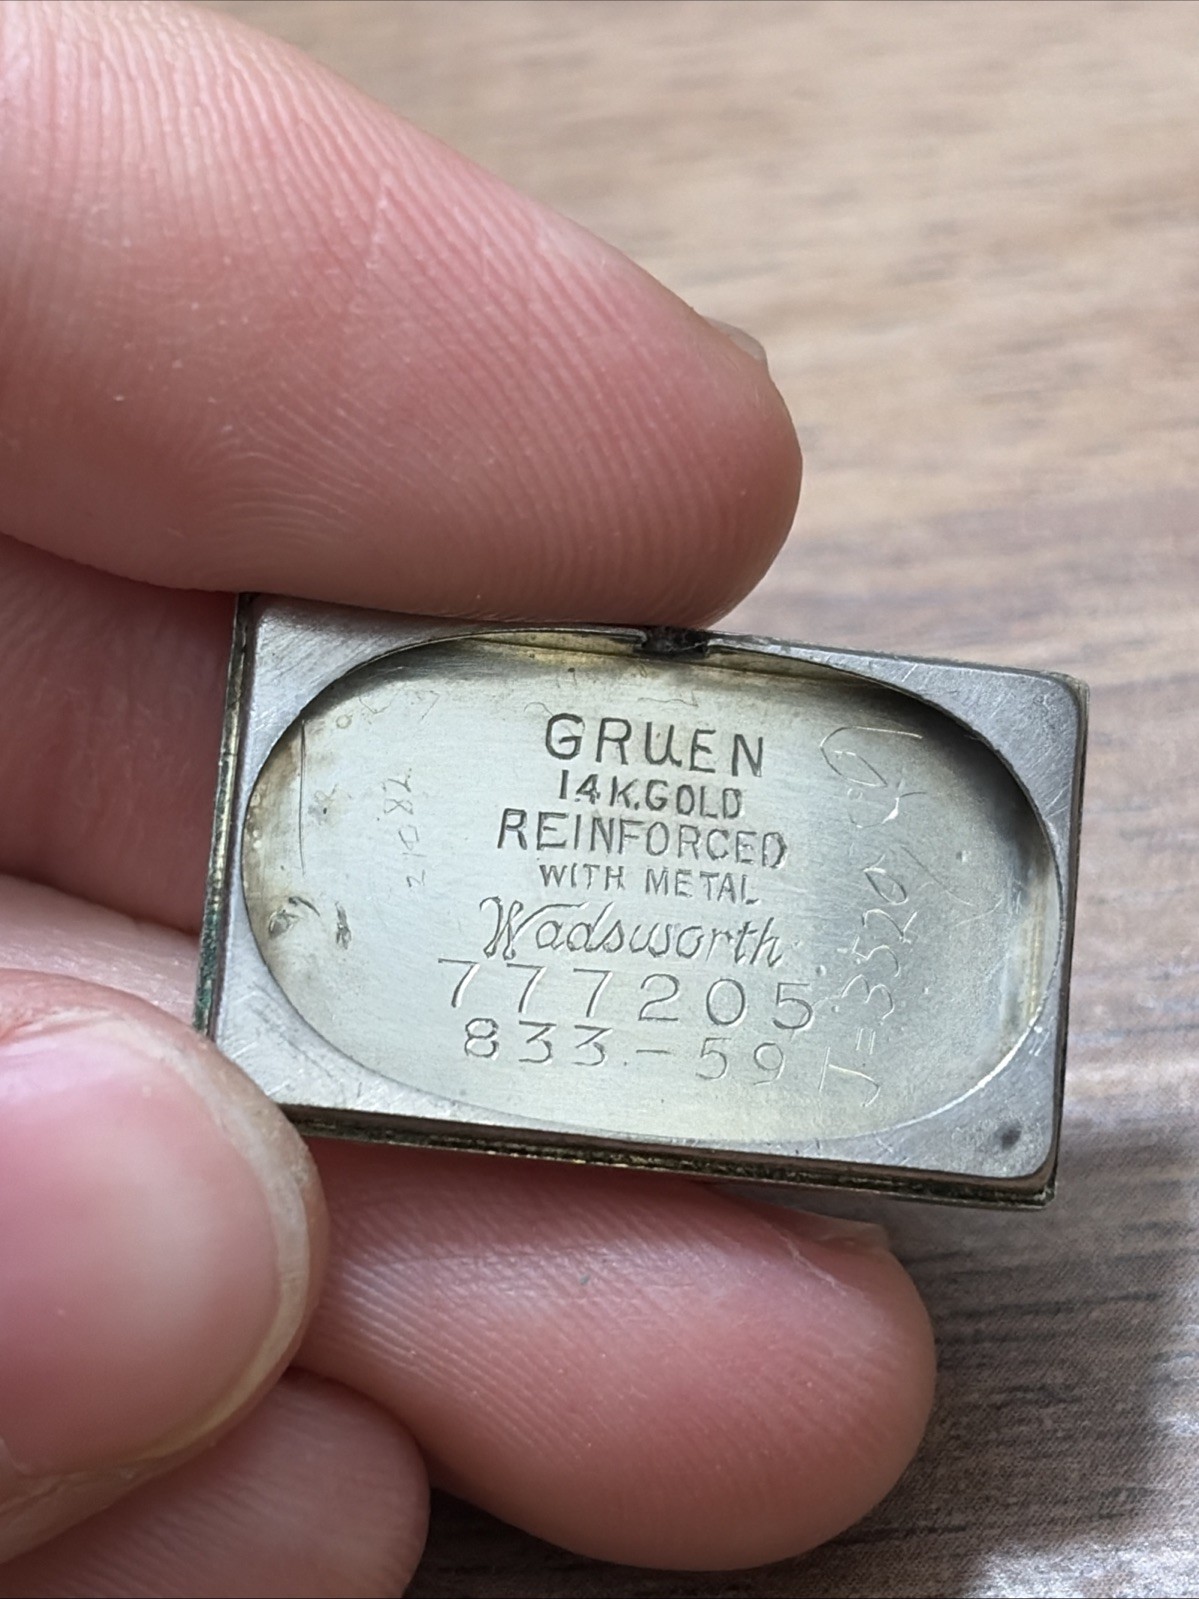 GRUEN
14K.GOLD
REINFORCED
WITH METAL
Wadsworth
777205
833-59